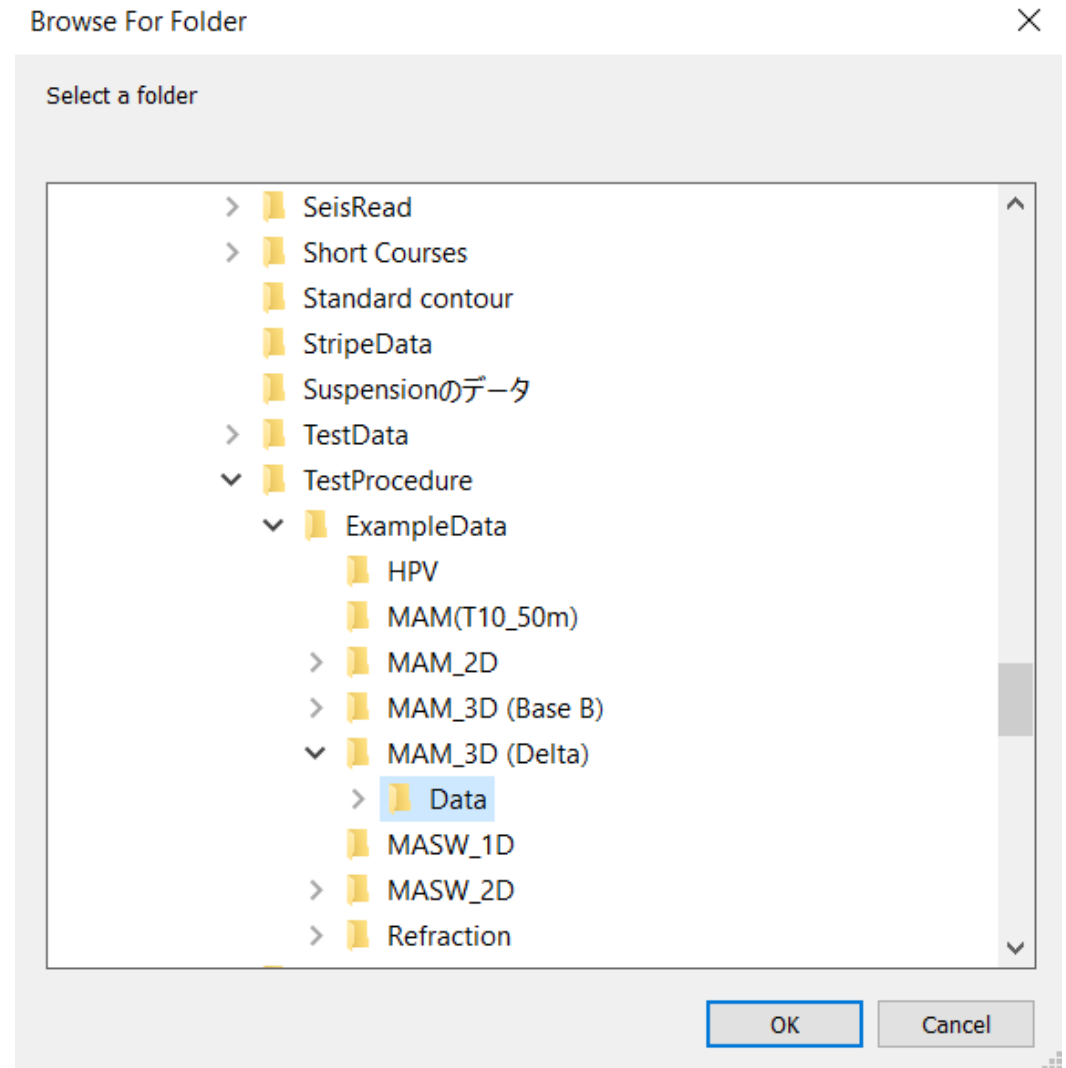 Browse For Folder
Select a folder
SeisRead
Short Courses
Standard contour
StripeData
Suspensionのデータ
TestData
TestProcedure
ExampleData
HPV
MAM(T10_50m)
MAM_2D
MAM_3D (Base B)
MAM_3D (Delta)
Data
MASW_1D
MASW_2D
Refraction
OK Cancel